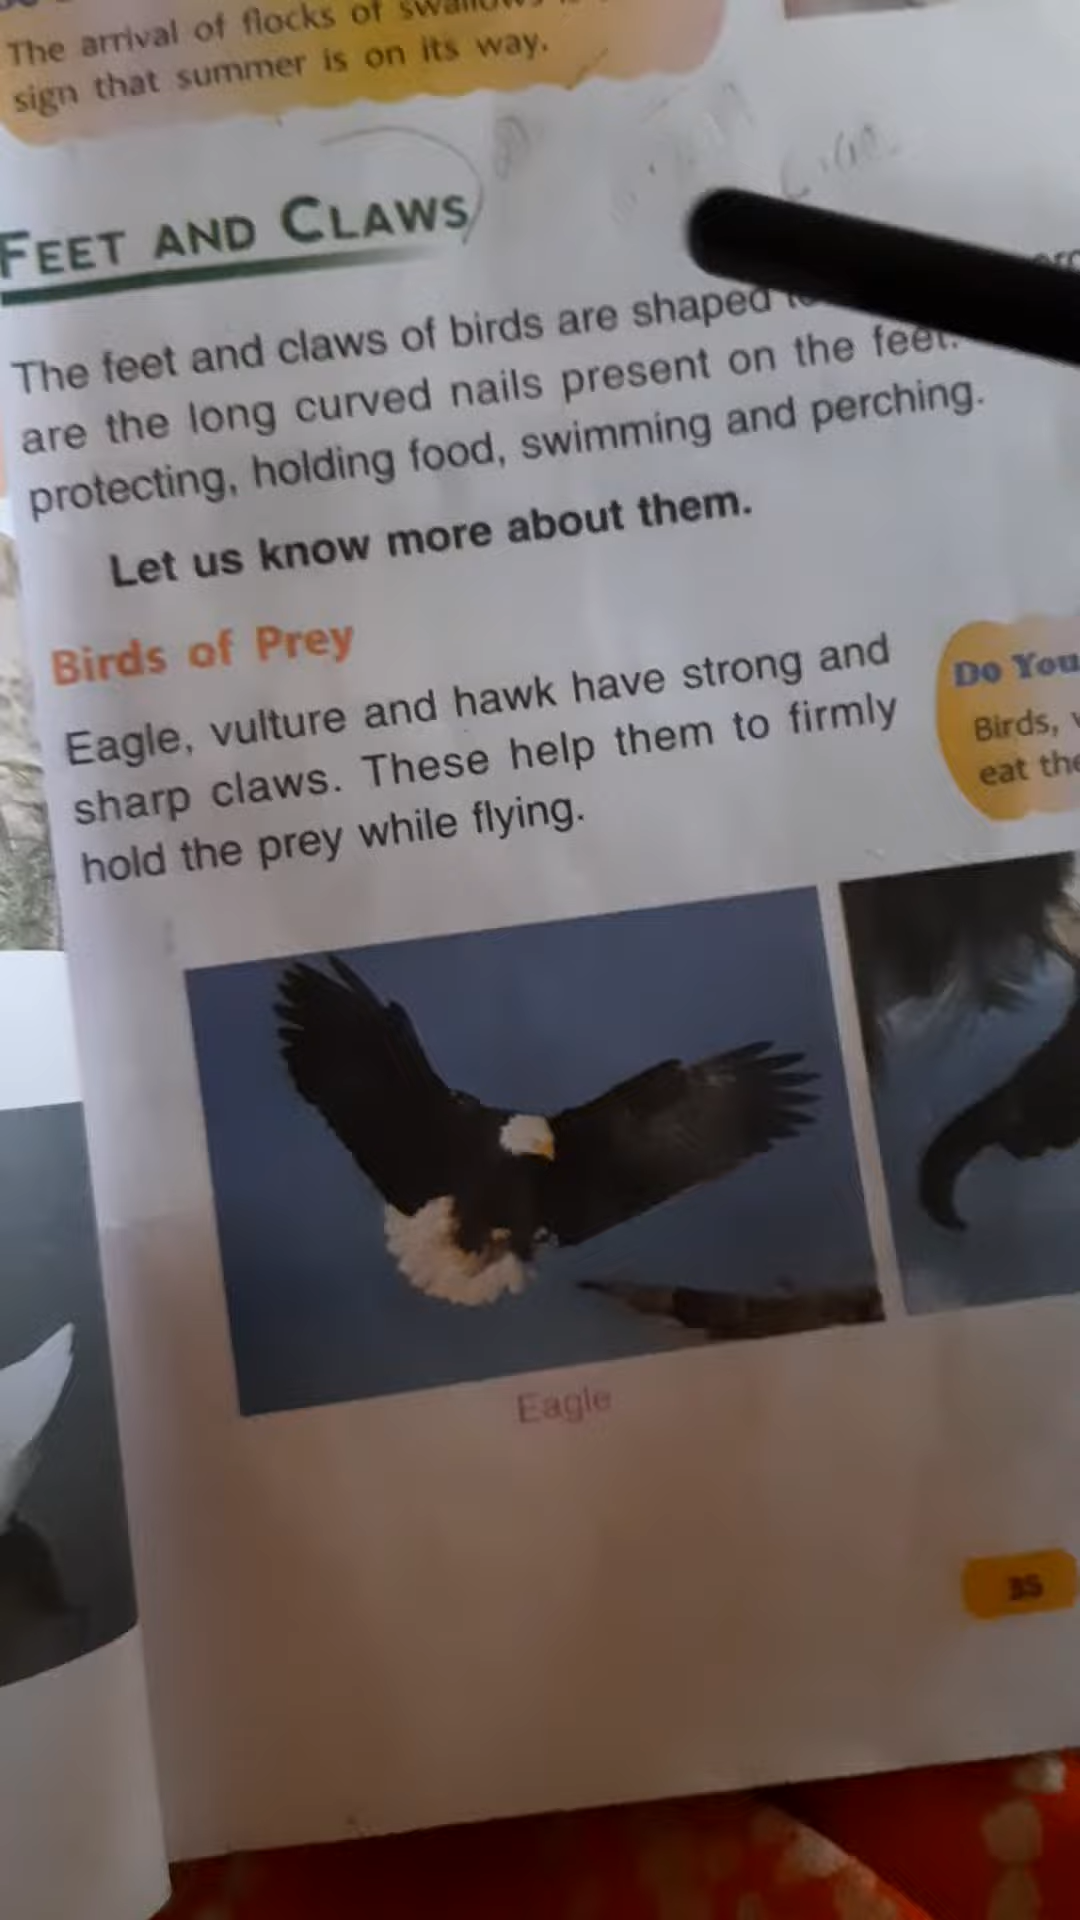 The arrival of flocks of swallows
sign that summer is on its way.
FEET AND CLAWS
The feet and claws of birds are shaped
are the long curved nails present on the feet.
protecting, holding food, swimming and perching.
Let us know more about them.
Birds of Prey
Eagle, vulture and hawk have strong and
sharp claws. These help them to firmly
hold the prey while flying.
Do You
Birds,
eat the
Eagle
35